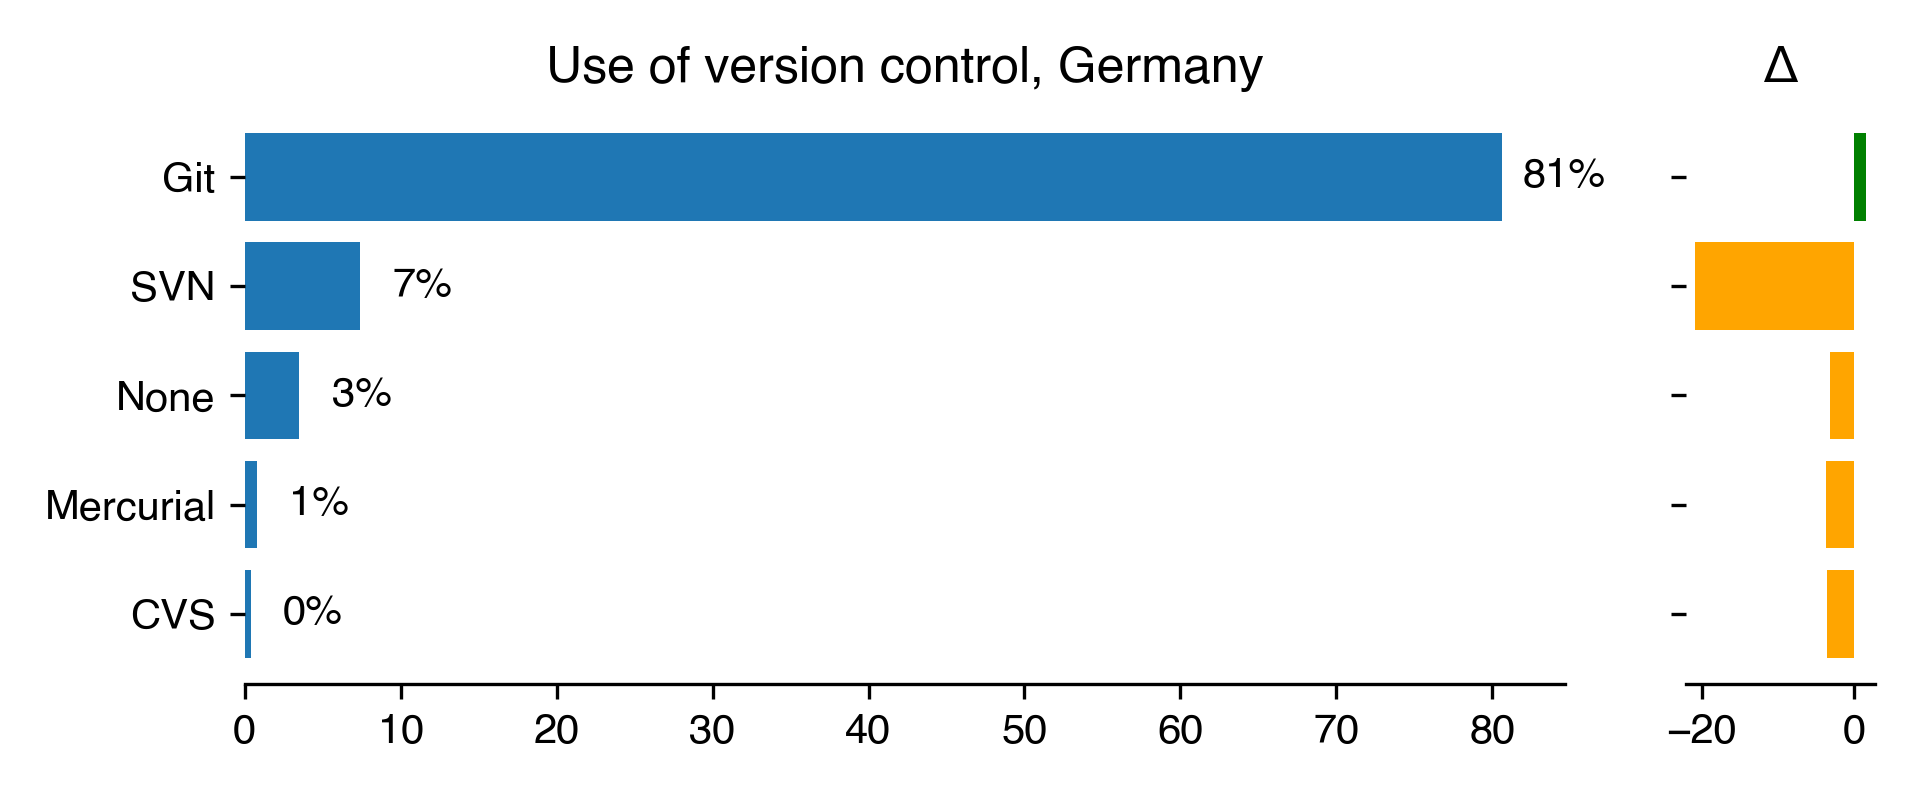 Use of version control, Germany
Δ
Git
81%
SVN
7%
None
3%
Mercurial
1%
CVS
0%
0 10 20 30 40 50 60 70 80
−20 0